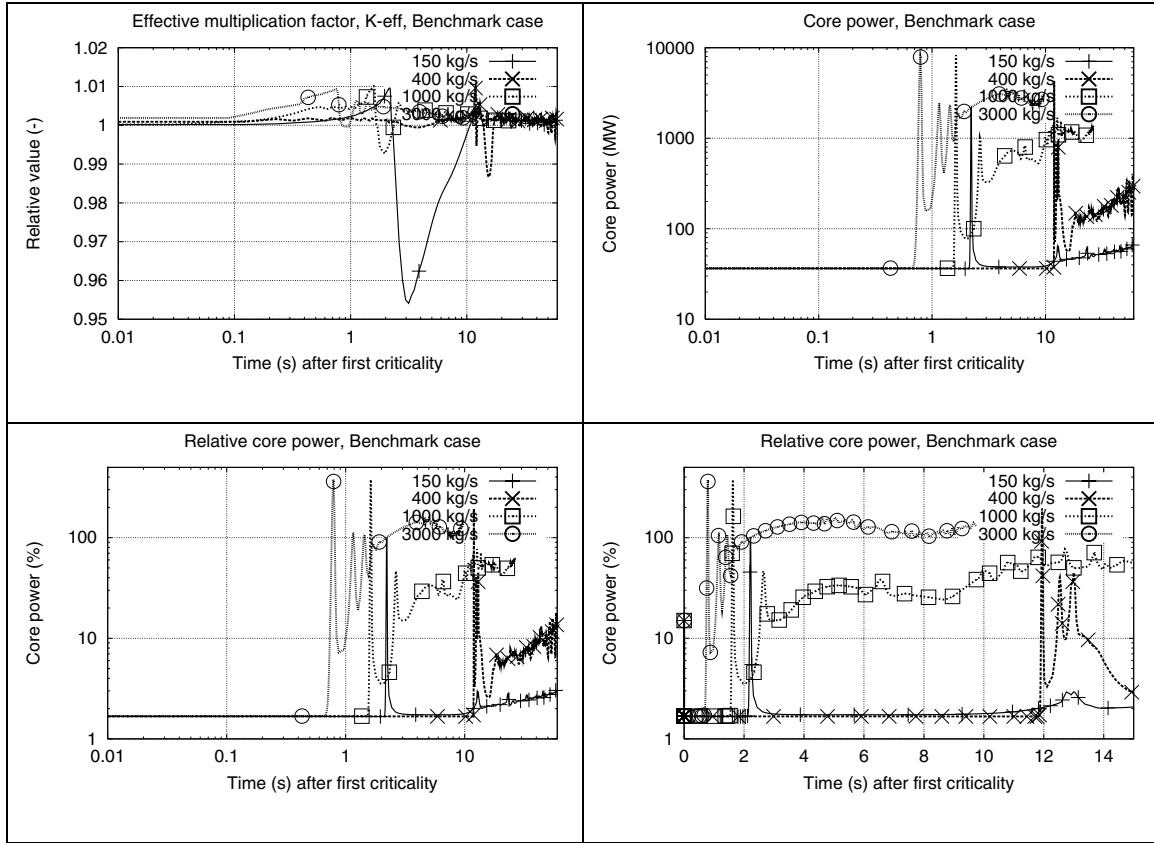 Effective multiplication factor, K-eff, Benchmark case
1.02
1.01
1
0.99
0.98
0.97
0.96
0.95
Relative value (-)
150 kg/s
400 kg/s
1000 kg/s
3000 kg/s
0.01 0.1 1 10
Time (s) after first criticality
Core power, Benchmark case
10000
1000
100
10
Core power (MW)
150 kg/s
400 kg/s
1000 kg/s
3000 kg/s
0.01 0.1 1 10
Time (s) after first criticality
Relative core power, Benchmark case
100
10
1
Core power (%)
150 kg/s
400 kg/s
1000 kg/s
3000 kg/s
0.01 0.1 1 10
Time (s) after first criticality
Relative core power, Benchmark case
100
10
1
Core power (%)
150 kg/s
400 kg/s
1000 kg/s
3000 kg/s
0 2 4 6 8 10 12 14
Time (s) after first criticality